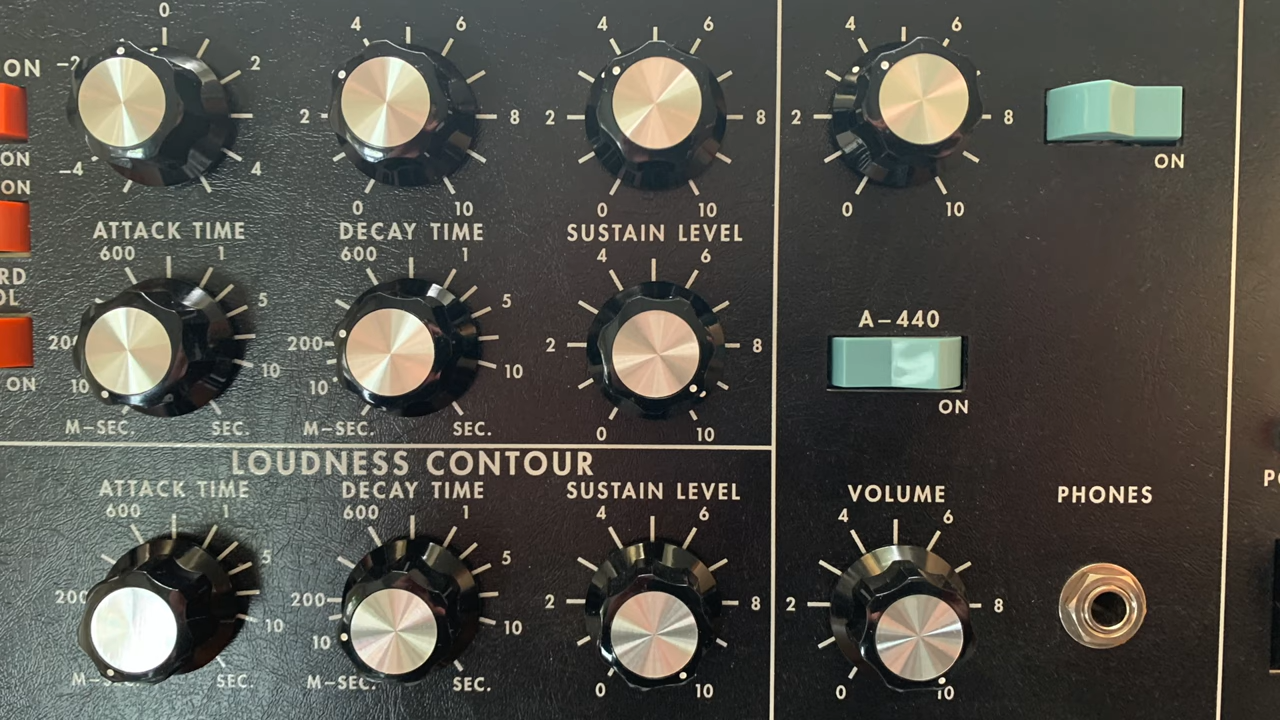 0 4 6 4 6 4 6
ON -2 2
2 8 2 8 2 8
ON ON
ON -4 4
0 10 0 10 0 10
ATTACK TIME DECAY TIME SUSTAIN LEVEL
600 1 600 1 4 6
5 5
A-440
200 10 200 10 2 8
10 10
ON ON
M-SEC. SEC. M-SEC. SEC. 0 10
LOUDNESS CONTOUR
ATTACK TIME DECAY TIME SUSTAIN LEVEL VOLUME PHONES
600 1 600 1 4 6 4 6
5 5
200 10 200 10 2 8 2 8
10
SEC. M-SEC. SEC. 0 10 0 10